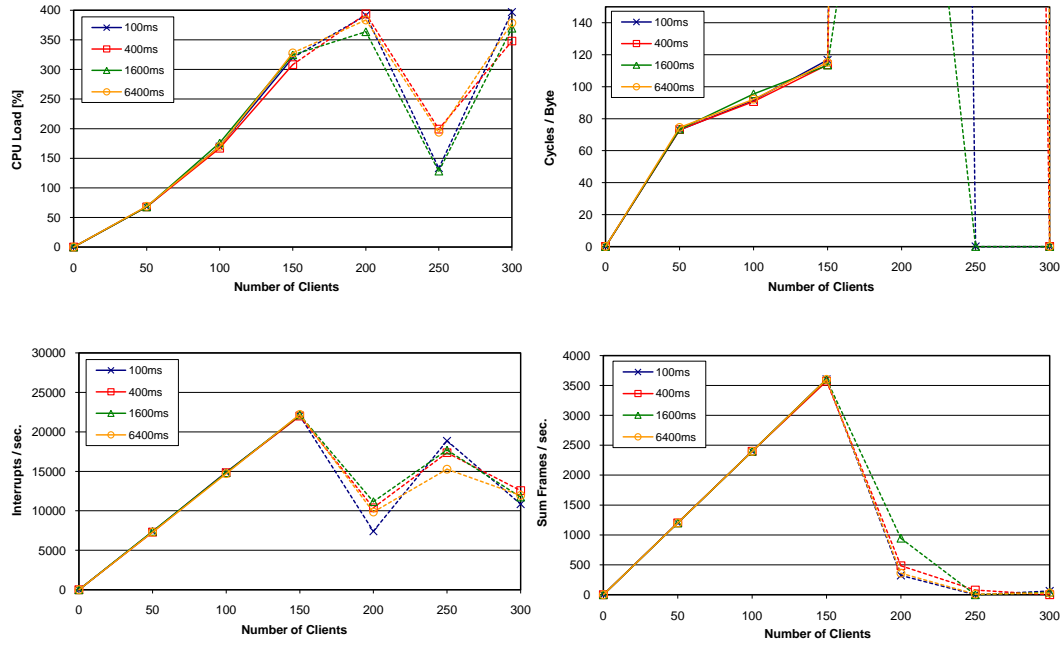 CPU Load [%]
400
350
300
250
200
150
100
50
0
100ms
400ms
1600ms
6400ms
0 50 100 150 200 250 300
Number of Clients
Cycles / Byte
140
120
100
80
60
40
20
0
100ms
400ms
1600ms
6400ms
0 50 100 150 200 250 300
Number of Clients
Interrupts / sec.
30000
25000
20000
15000
10000
5000
0
100ms
400ms
1600ms
6400ms
0 50 100 150 200 250 300
Number of Clients
Sum Frames / sec.
4000
3500
3000
2500
2000
1500
1000
500
0
100ms
400ms
1600ms
6400ms
0 50 100 150 200 250 300
Number of Clients